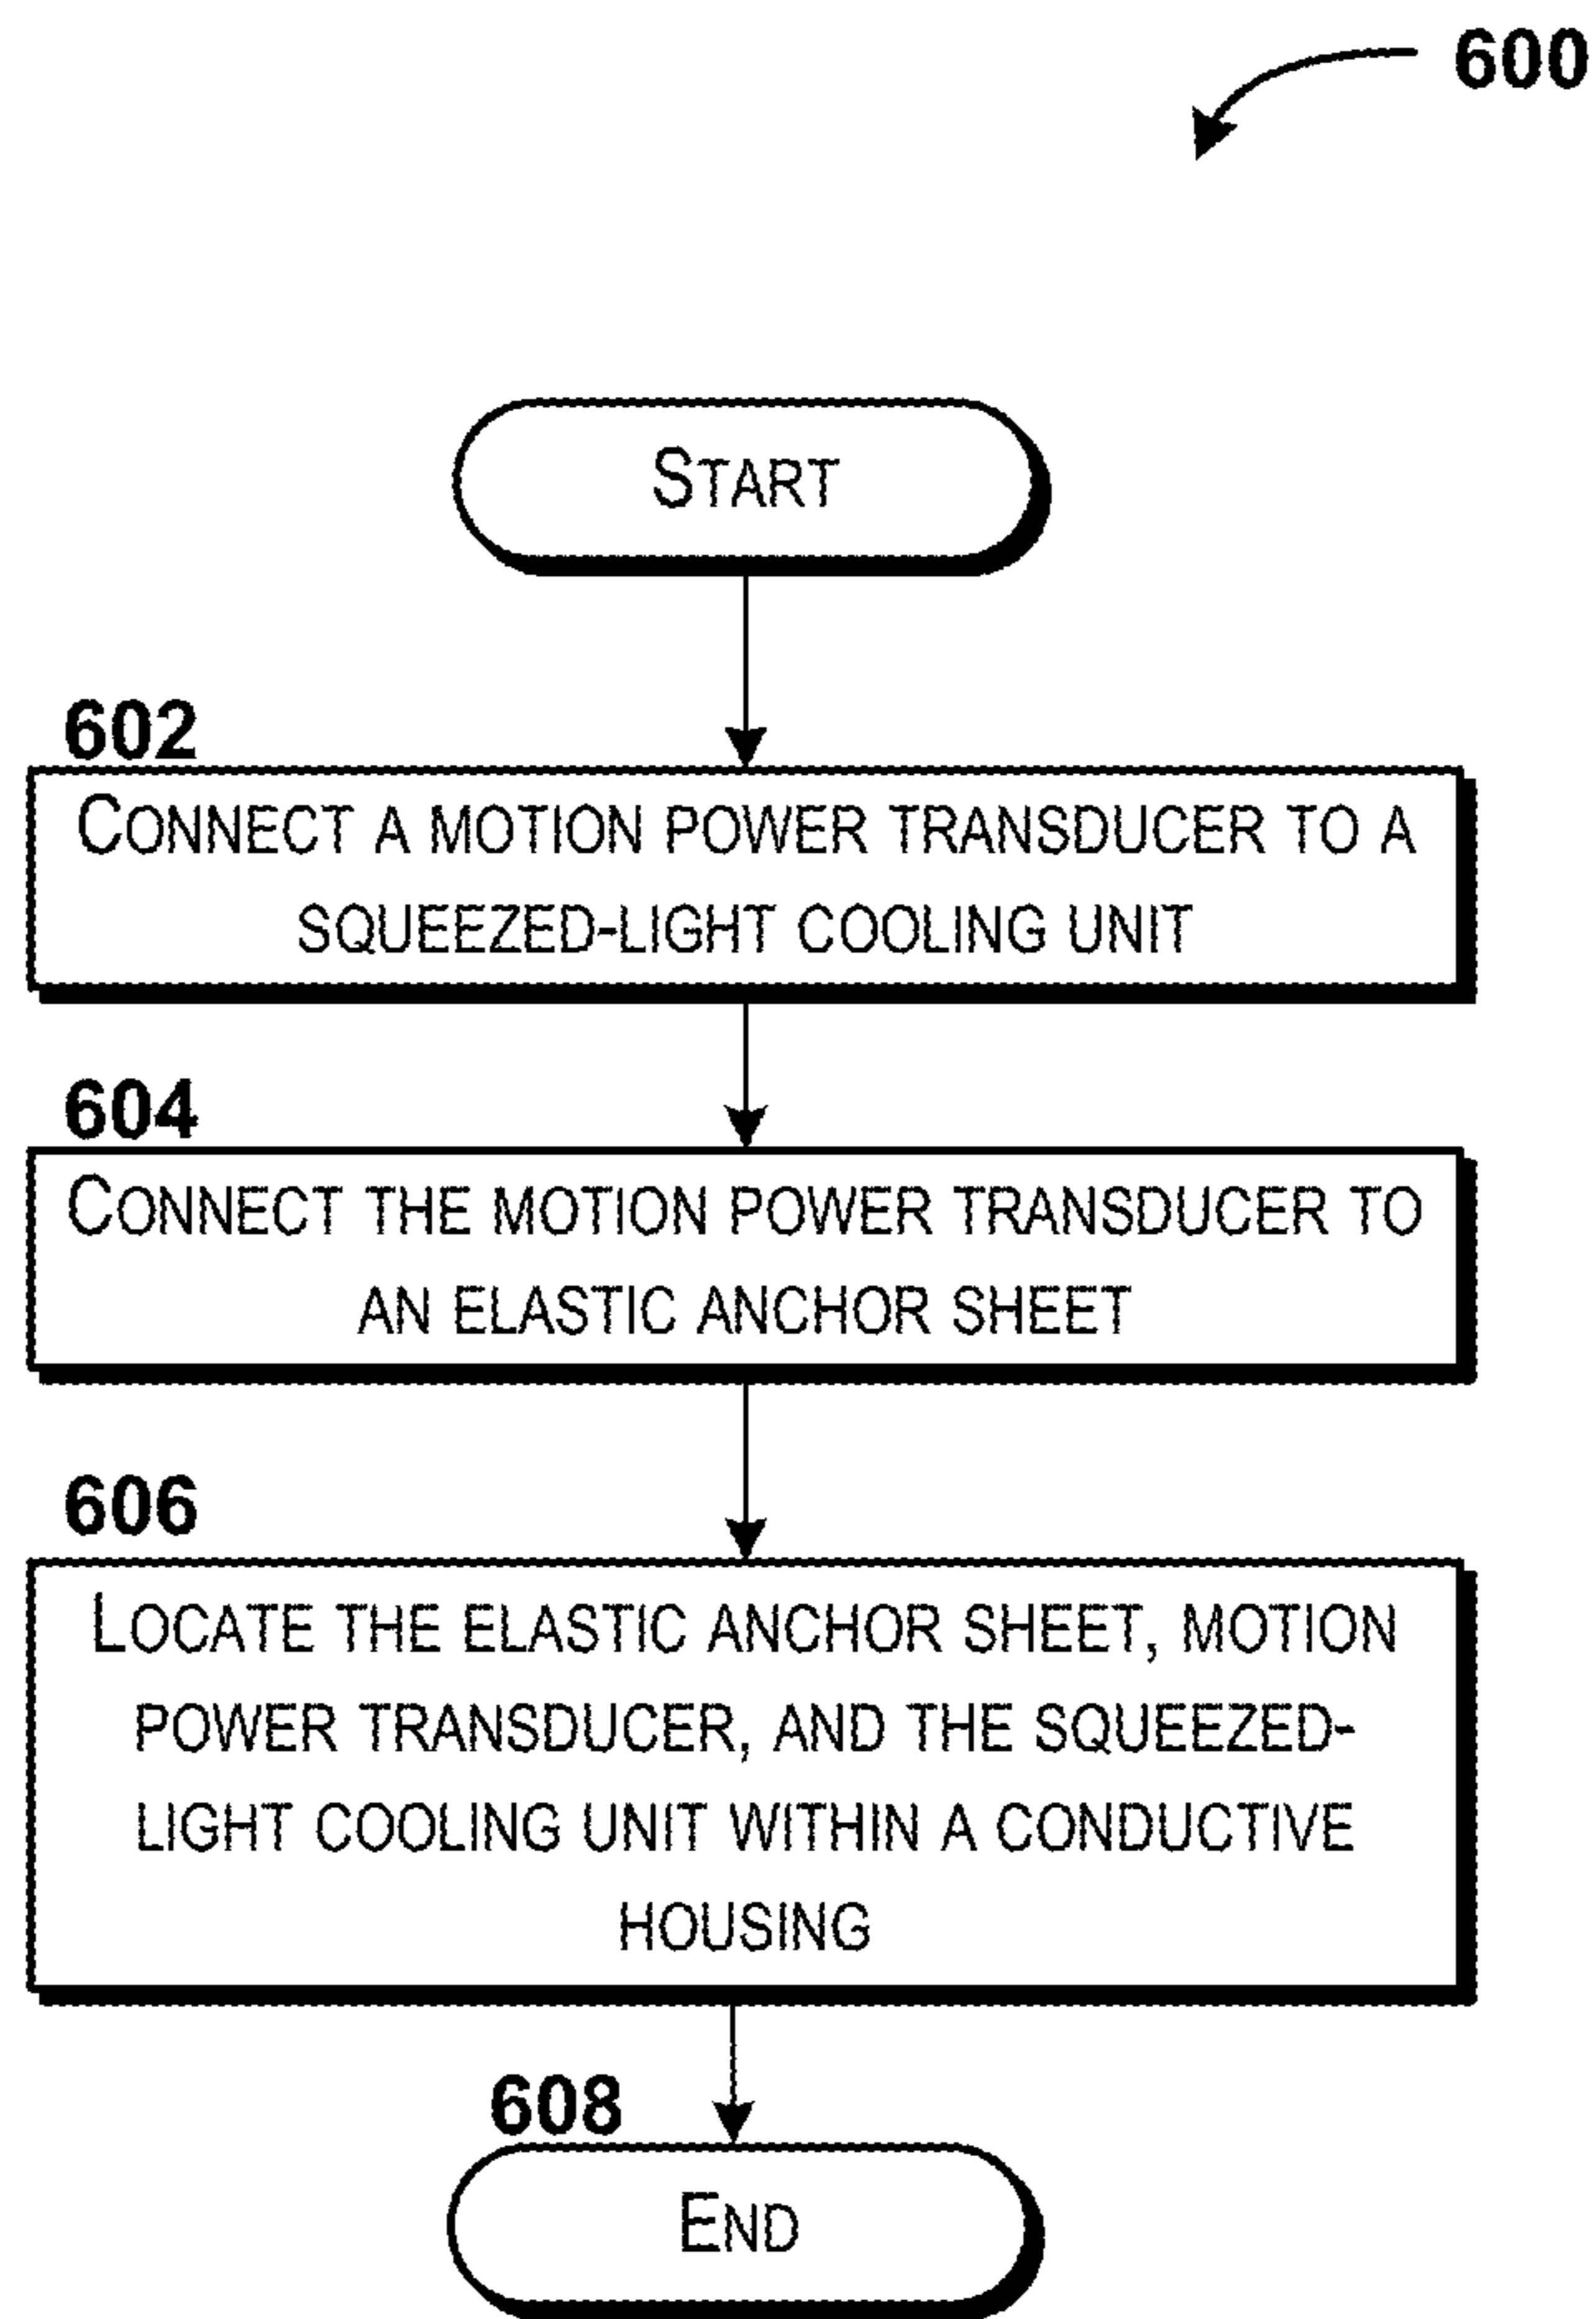 600
START
602
CONNECT A MOTION POWER TRANSDUCER TO A
SQUEEZED-LIGHT COOLING UNIT
604
CONNECT THE MOTION POWER TRANSDUCER TO
AN ELASTIC ANCHOR SHEET
606
LOCATE THE ELASTIC ANCHOR SHEET, MOTION
POWER TRANSDUCER, AND THE SQUEEZED-
LIGHT COOLING UNIT WITHIN A CONDUCTIVE
HOUSING
608
END